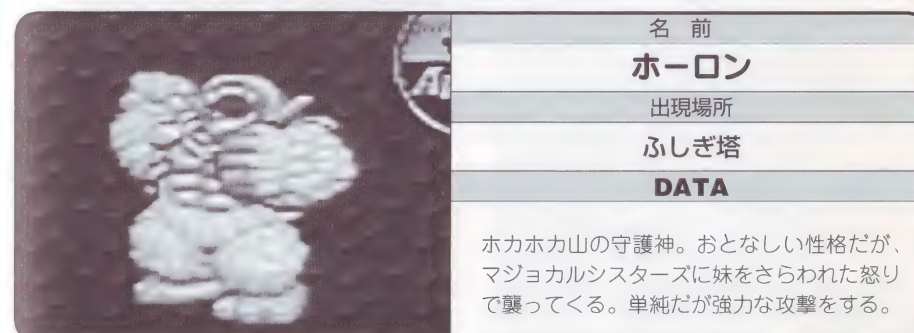 名 前
ホーロン
出現場所
ふしぎ塔
DATA
ホカホカ山の守護神。おとなしい性格だが、
マジョカルシスターズに妹をさらわれた怒り
で襲ってくる。単純だが強力な攻撃をする。